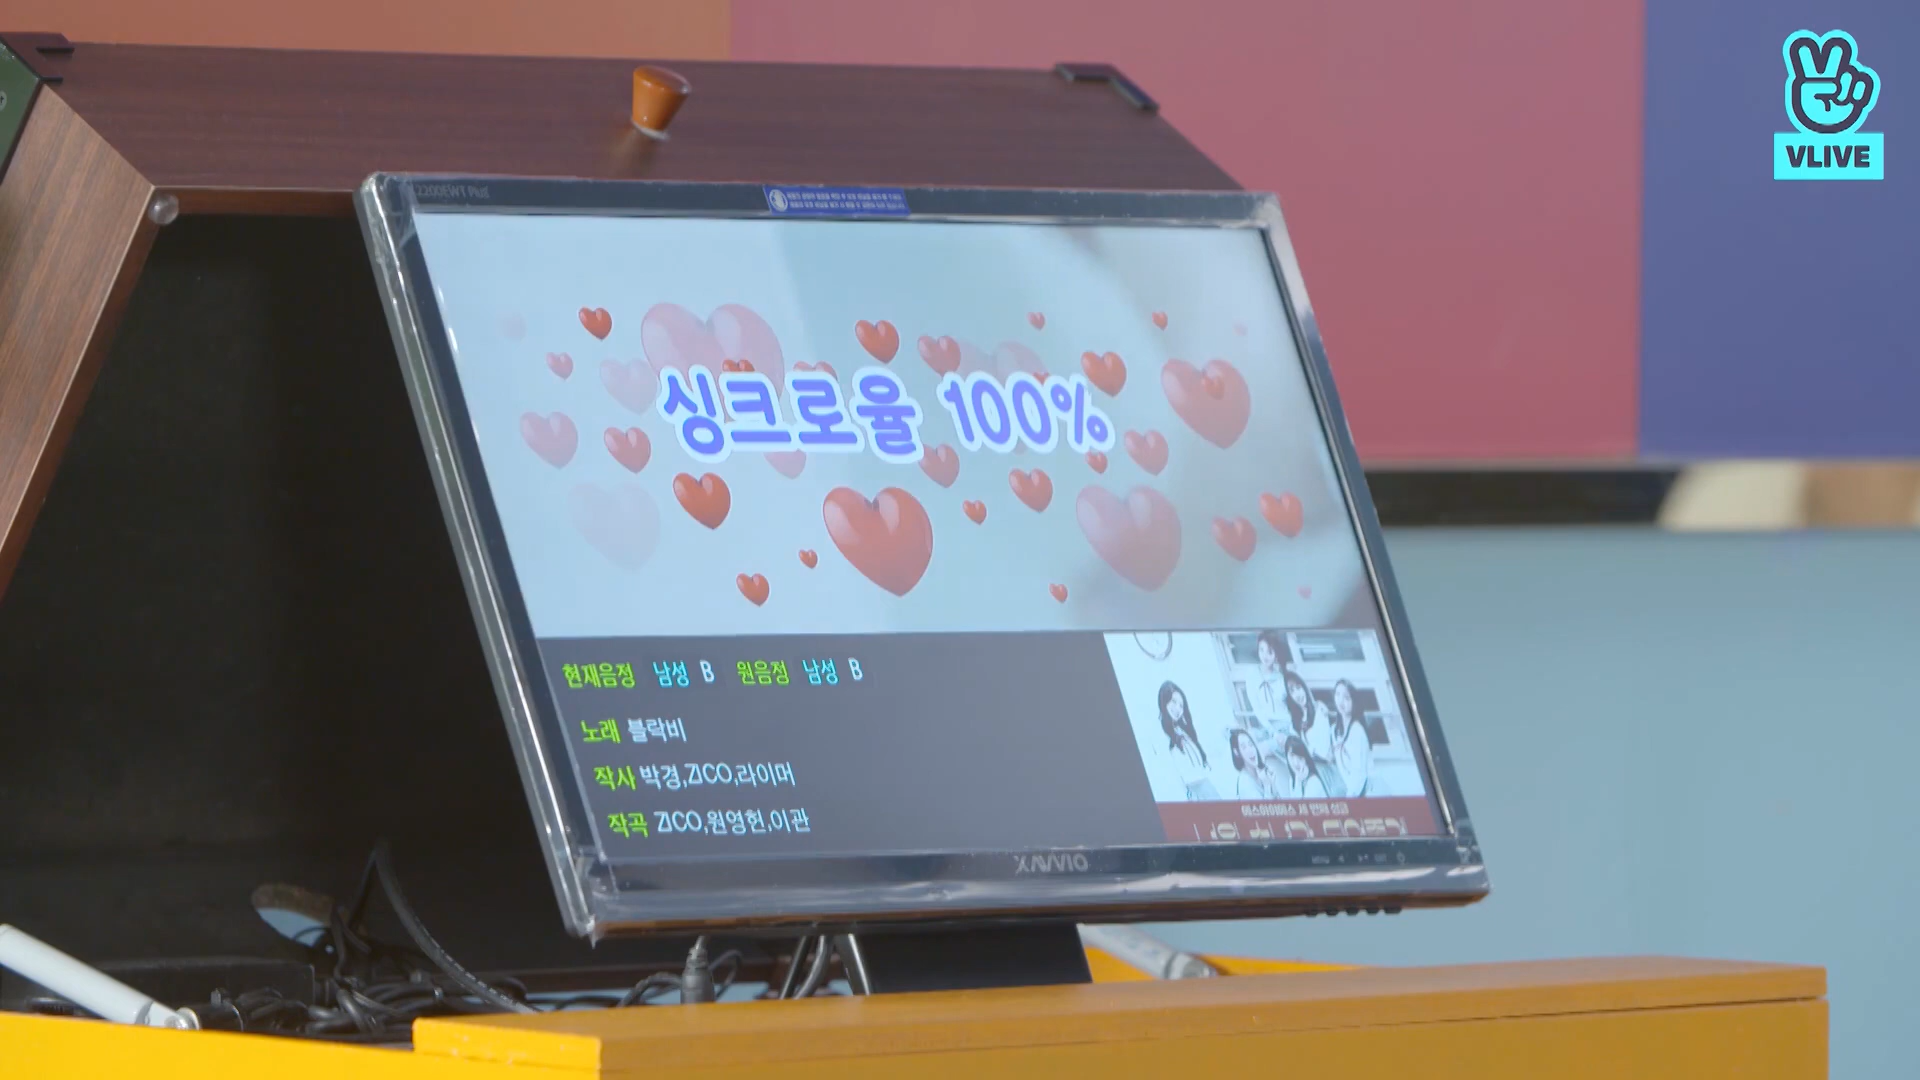 VLIVE
싱크로율 100%
현재음정 남성 B 원음정 남성 B
노래 블락비
작사 박경,ZICO,라이머
작곡 ZICO,원영헌,이관